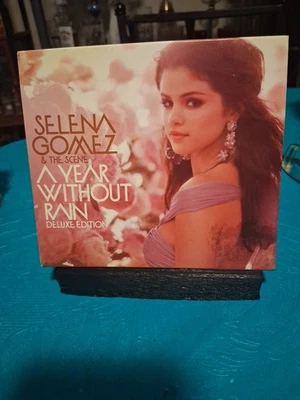 SELENA
GOMEZ
& THE SCENE
A YEAR
WITHOUT
RAIN
DELUXE EDITION